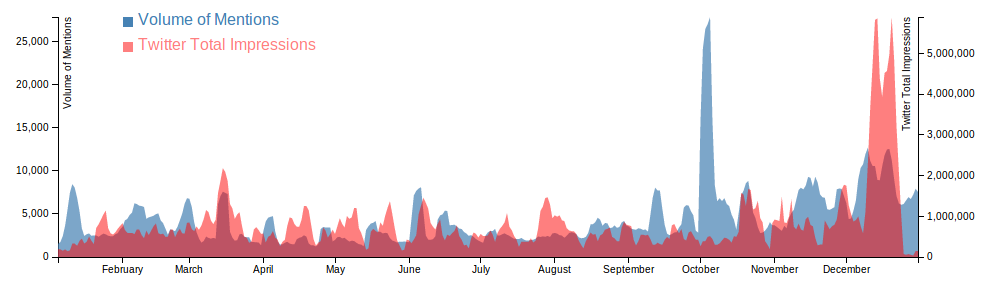 Volume of Mentions
Twitter Total Impressions
Volume of Mentions
25,000
20,000
15,000
10,000
5,000
0
Twitter Total Impressions
5,000,000
4,000,000
3,000,000
2,000,000
1,000,000
0
February March April May June July August September October November December